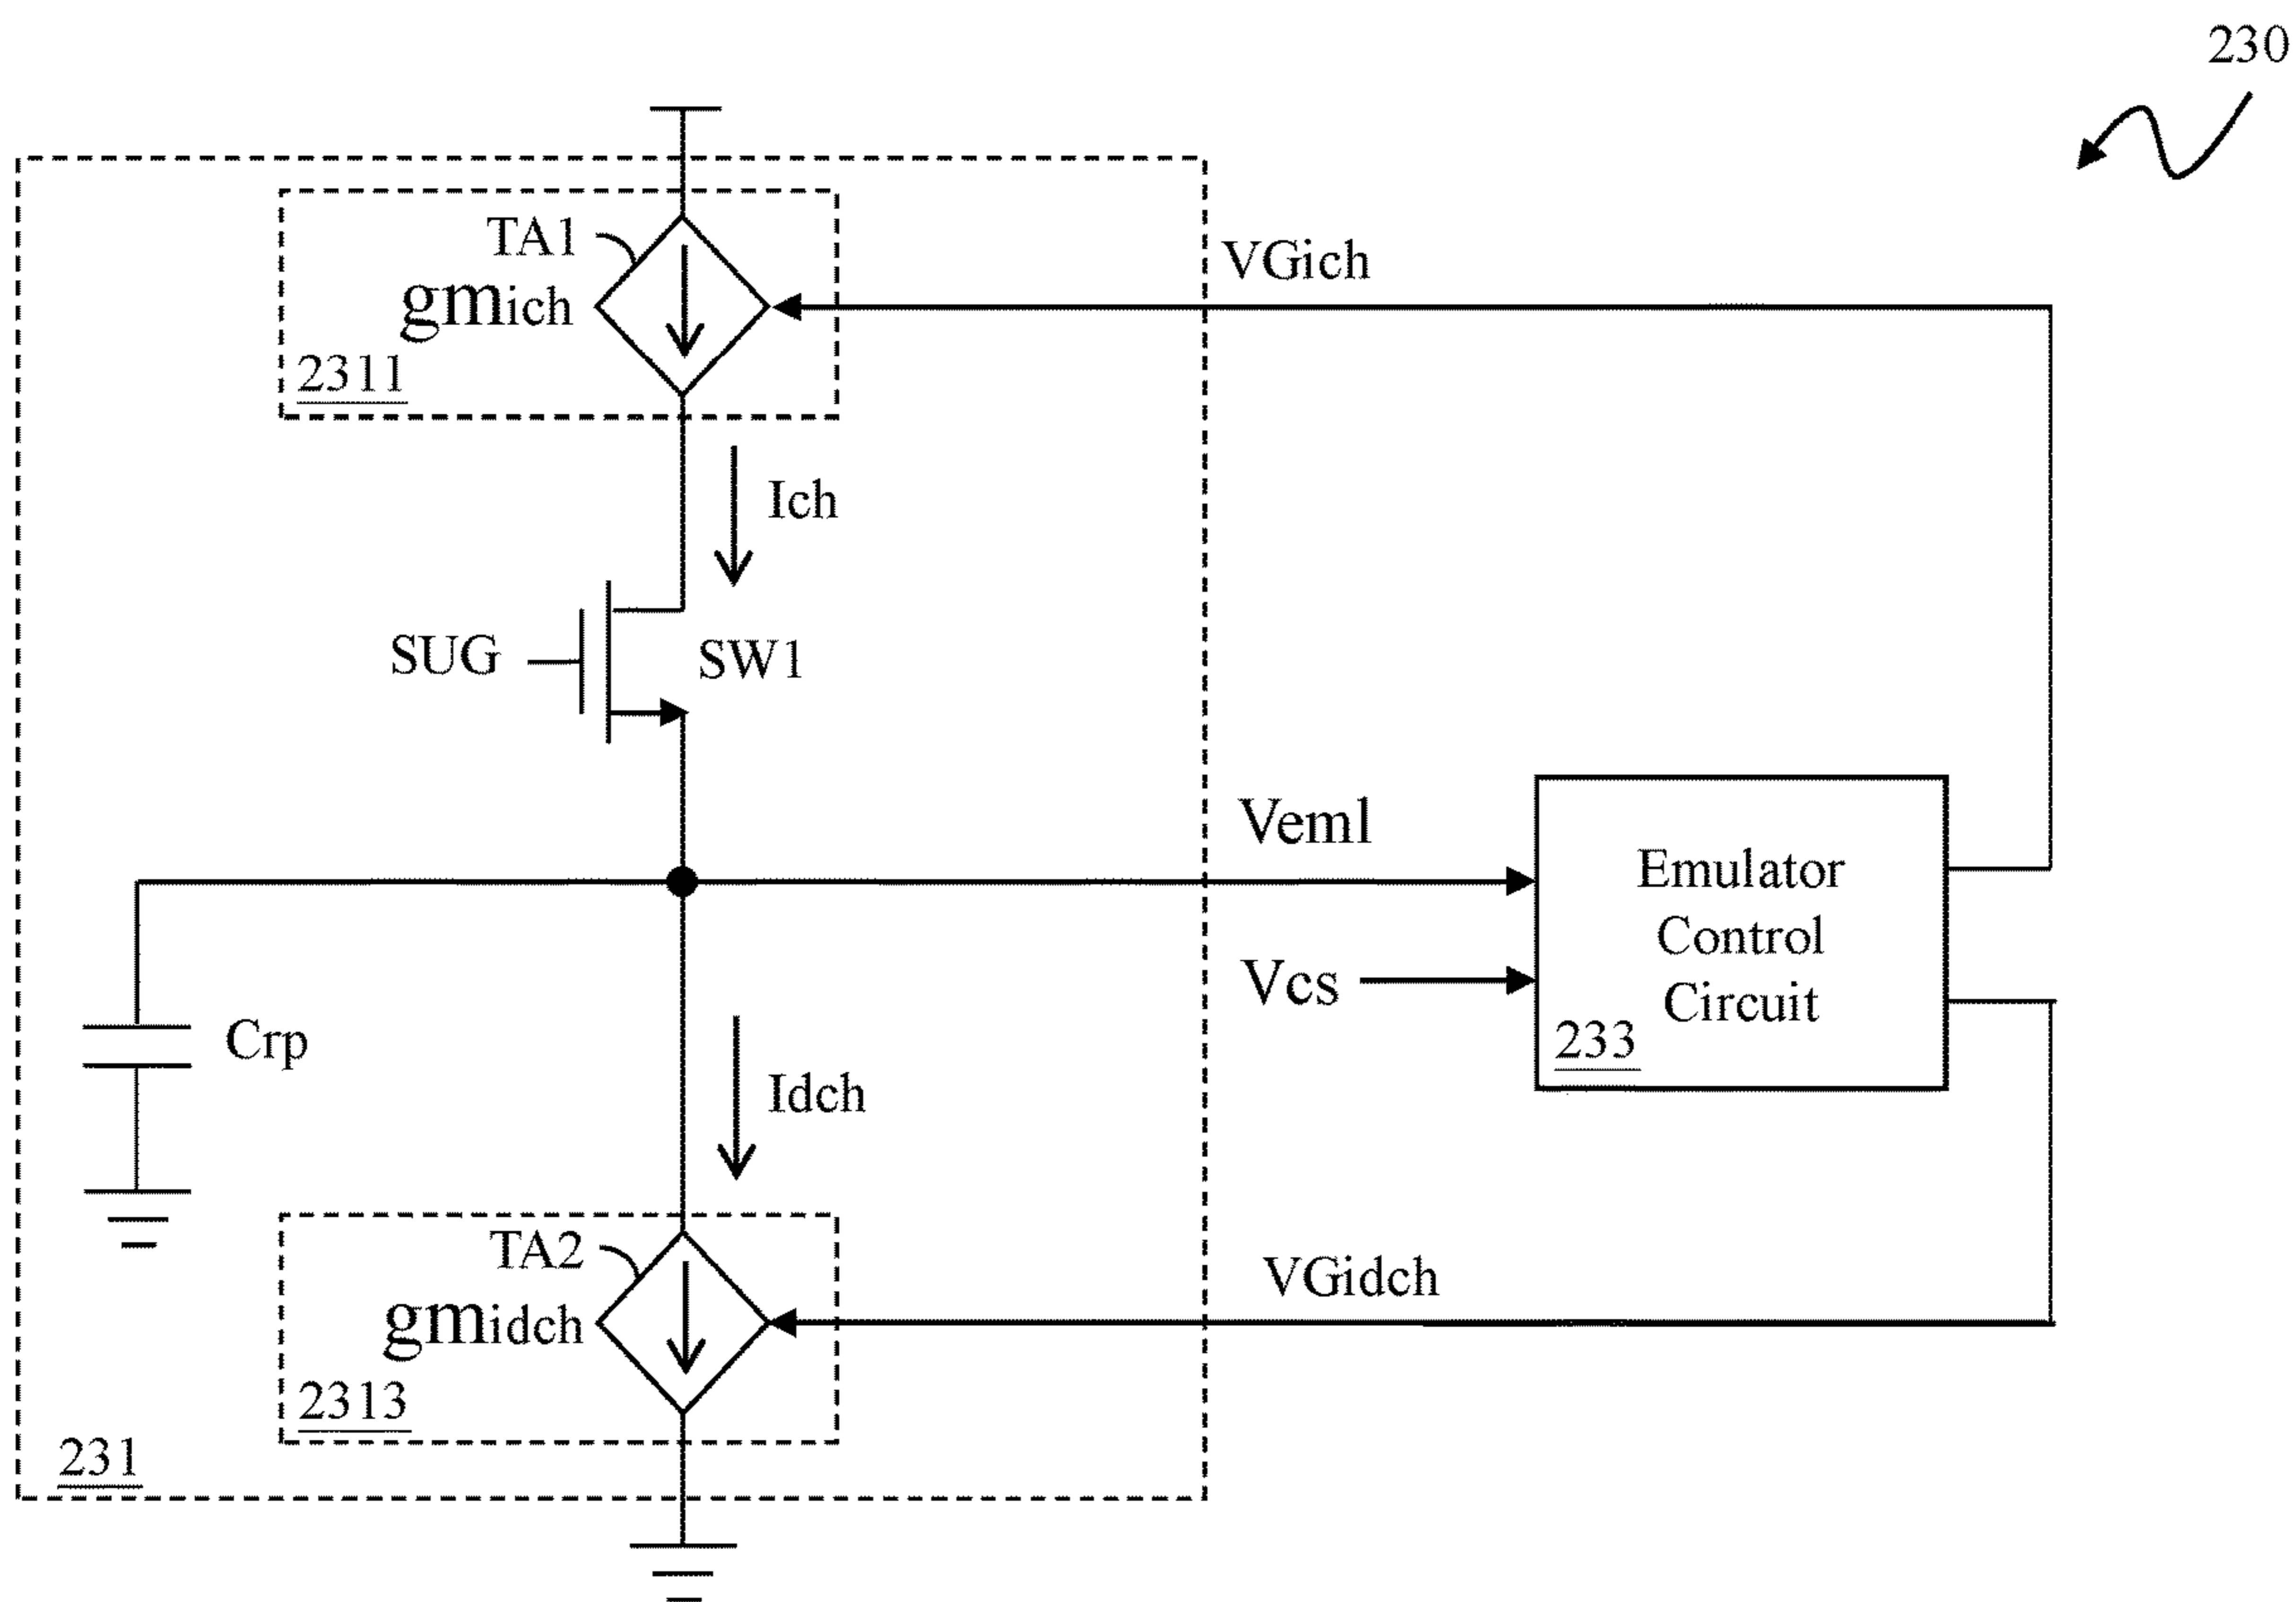 230
TA1
gmich
2311
VGich
Ich
SUG
SW1
Veml
Vcs
Emulator
Control
Circuit
233
Crp
Idch
TA2
gmidch
2313
VGidch
231